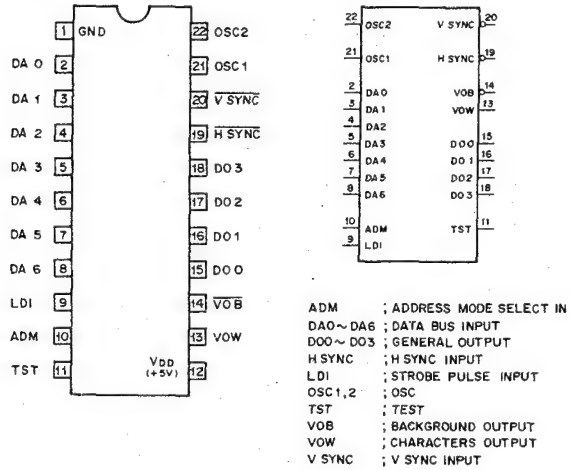 1 GND 22 OSC2
DA 0 2 21 OSC1
DA 1 3 20 V SYNC
DA 2 4 19 H SYNC
DA 3 5 18 DO3
DA 4 6 17 DO2
DA 5 7 16 DO1
DA 6 8 15 DO0
LDI 9 14 VOB
ADM 10 13 VOW
TST 11 VDD (+5V) 12
22 OSC2 V SYNC 20
21 OSC1 H SYNC 19
2 DA0 VOB 14
3 DA1 VOW 13
4 DA2
5 DA3 DO0 15
6 DA4 DO1 16
7 DA5 DO2 17
8 DA6 DO3 18
10 ADM TST 11
9 LDI
ADM ; ADDRESS MODE SELECT IN
DA0~DA6 ; DATA BUS INPUT
DO0~DO3 ; GENERAL OUTPUT
H SYNC ; H SYNC INPUT
LDI ; STROBE PULSE INPUT
OSC1,2 ; OSC
TST ; TEST
VOB ; BACKGROUND OUTPUT
VOW ; CHARACTERS OUTPUT
V SYNC ; V SYNC INPUT